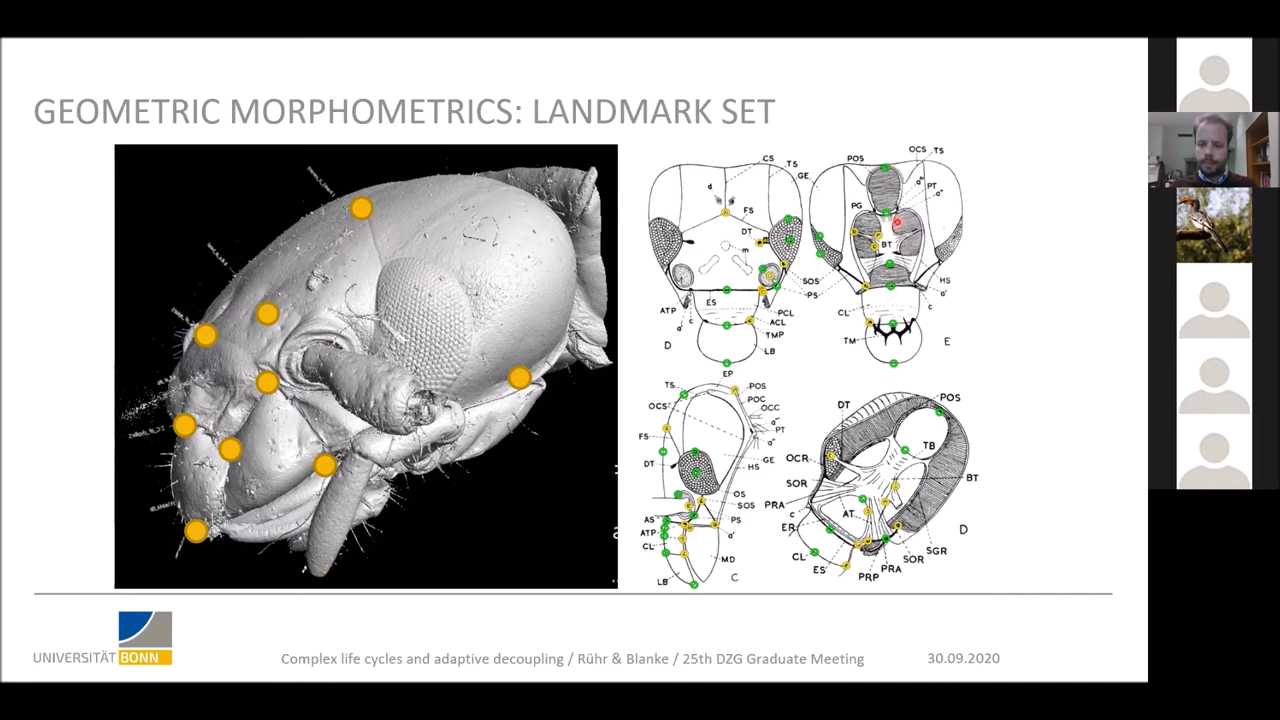 GEOMETRIC MORPHOMETRICS: LANDMARK SET
CS
TS
GE
d
FS
DT
m
SOS
PS
ES
ATP
a'
c
PCL
ACL
TMP
LB
D
POS
OCS
TS
a'''
PT
a''
PG
BT
HS
a'
c
CL
TM
E
EP
TS
POS
POC
OCS
OCC
a'''
PT
a''
FS
DT
GE
HS
OS
SOS
AS
PS
ATP
a'
CL
MD
LB
C
DT
POS
TB
OCR
BT
SOR
PRA
c
AT
ER
D
CL
SGR
SOR
ES
PRA
PRP
UNIVERSITÄT BONN
Complex life cycles and adaptive decoupling / Rühr & Blanke / 25th DZG Graduate Meeting
30.09.2020